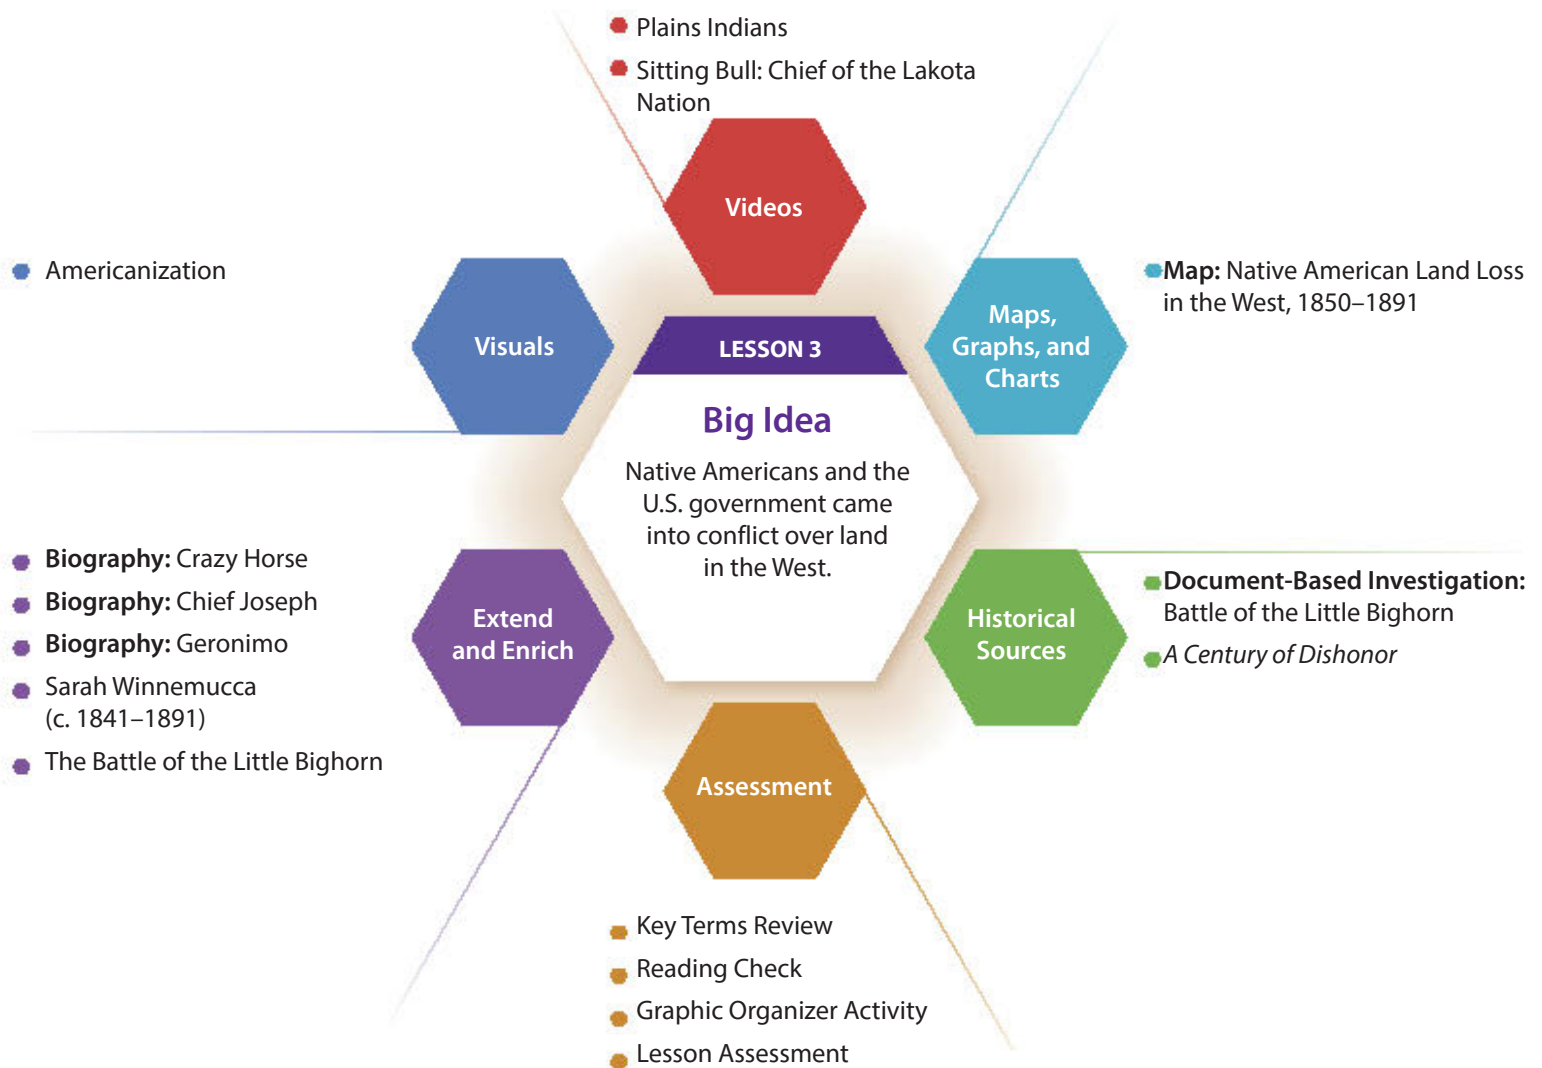 Plains Indians
Sitting Bull: Chief of the Lakota
Nation
Videos
Americanization
Visuals
Maps,
Graphs, and
Charts
Map: Native American Land Loss
in the West, 1850–1891
LESSON 3
Big Idea
Native Americans and the
U.S. government came
into conflict over land
in the West.
Biography: Crazy Horse
Biography: Chief Joseph
Biography: Geronimo
Sarah Winnemucca
(c. 1841–1891)
The Battle of the Little Bighorn
Extend
and Enrich
Historical
Sources
Document-Based Investigation:
Battle of the Little Bighorn
A Century of Dishonor
Assessment
Key Terms Review
Reading Check
Graphic Organizer Activity
Lesson Assessment